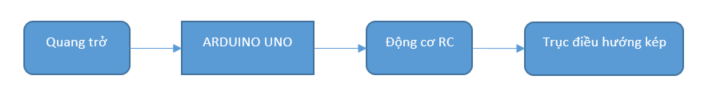 Quang trở
ARDUINO UNO
Động cơ RC
Trục điều hướng kép